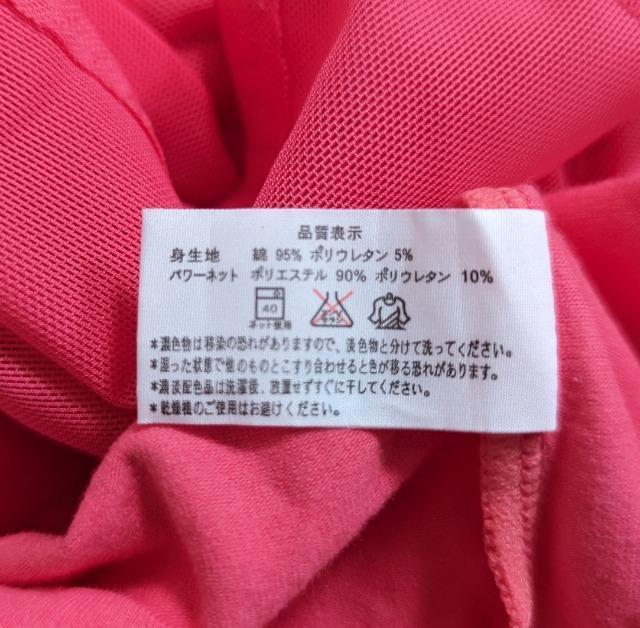 品質表示
身生地 綿 95% ポリウレタン 5%
パワーネット ポリエステル 90% ポリウレタン 10%
40
ネット使用
＊濃色物は移染の恐れがありますので、淡色物と分けて洗ってください。
＊湿った状態で他のものとこすり合わせると色が移る恐れがあります。
＊濃淡配色品は洗濯後、放置せずすぐに干してください。
＊乾燥機のご使用はお避けください。